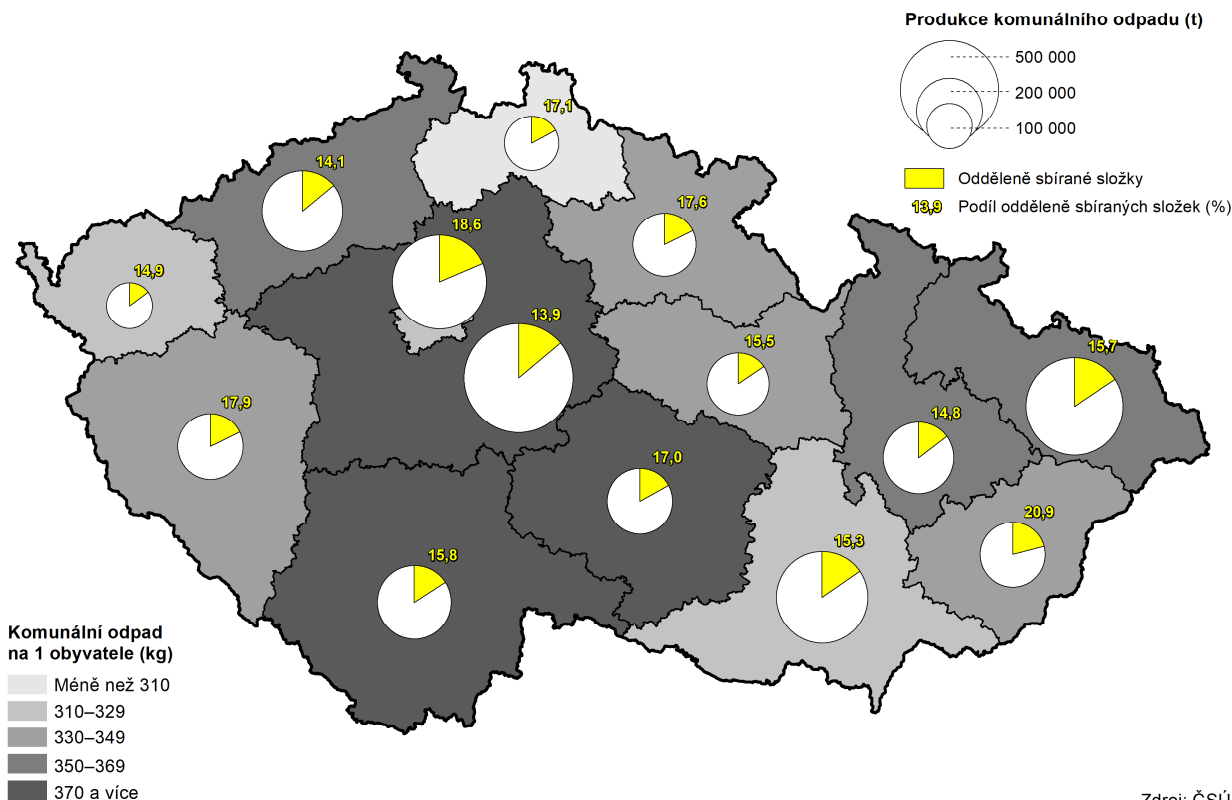 Produkce komunálního odpadu (t)
500 000
200 000
100 000
Odděleně sbírané složky
13,9 Podíl odděleně sbíraných složek (%)
17,1
14,1
17,6
18,6
14,9
13,9
15,5
15,7
17,9
14,8
17,0
20,9
15,3
15,8
Komunální odpad
na 1 obyvatele (kg)
Méně než 310
310–329
330–349
350–369
370 a více
Zdroj: ČSÚ